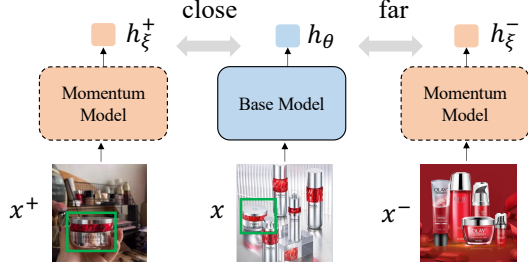 close
far
h_ξ^+
h_θ
h_ξ^-
Momentum
Model
Base Model
Momentum
Model
x^+
x
x^-
OLAY